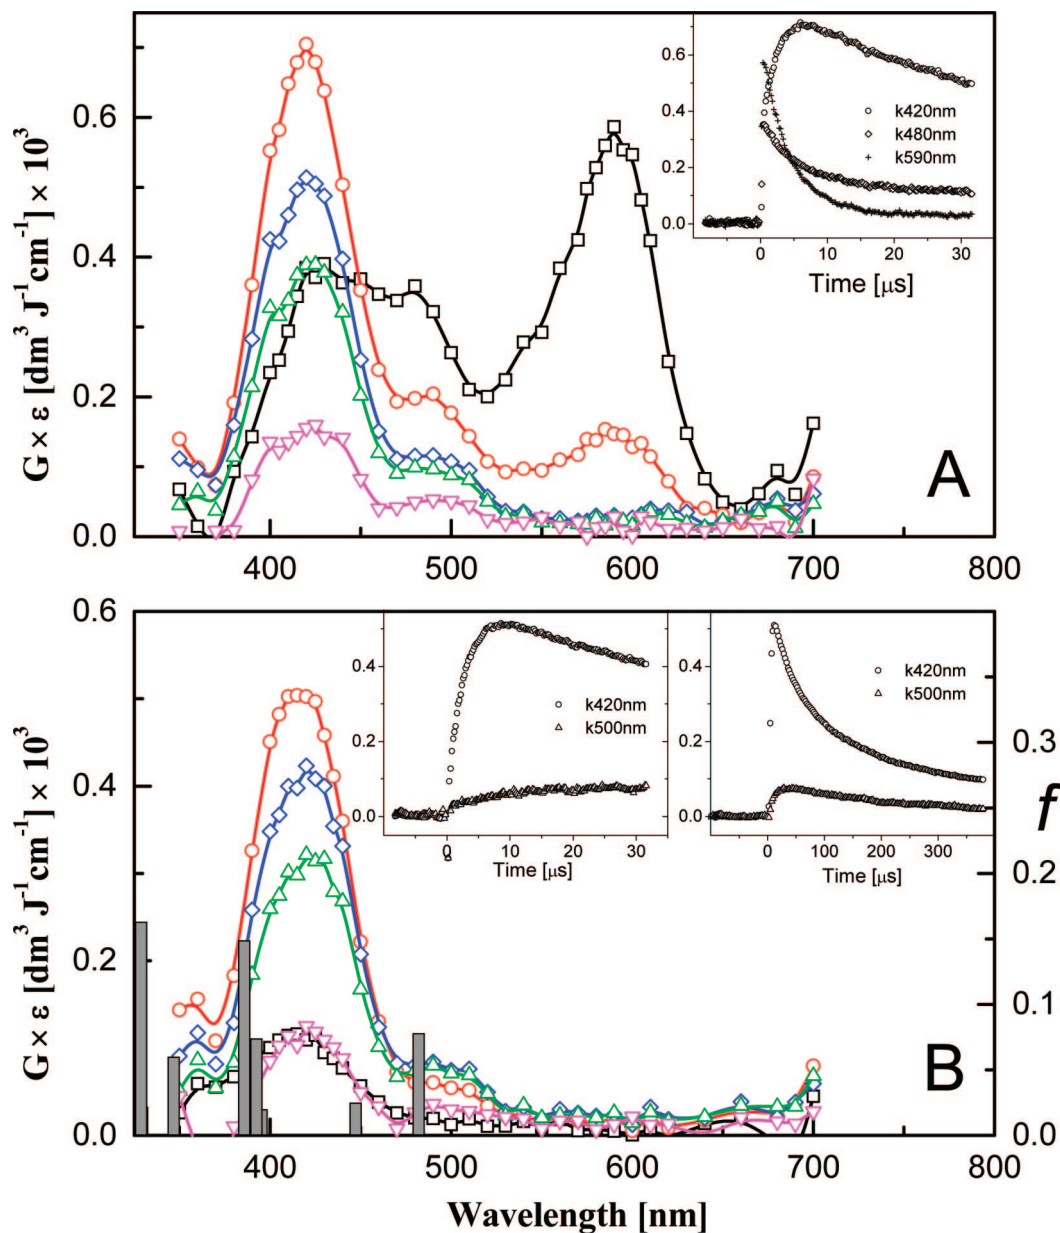 G × ε [dm³ J⁻¹cm⁻¹] × 10³
0.6
0.4
0.2
0.0
400 500 600 700 800
A
0.6
0.4
0.2
0.0
0 10 20 30
Time [μs]
k420nm
k480nm
k590nm
G × ε [dm³ J⁻¹cm⁻¹] × 10³
0.6
0.4
0.2
0.0
400 500 600 700 800
Wavelength [nm]
B
0.3
0.2
0.1
0.0
f
0.4
0.2
0.0
0 10 20 30
Time [μs]
k420nm
k500nm
0.4
0.2
0.0
0 100 200 300
Time [μs]
k420nm
k500nm